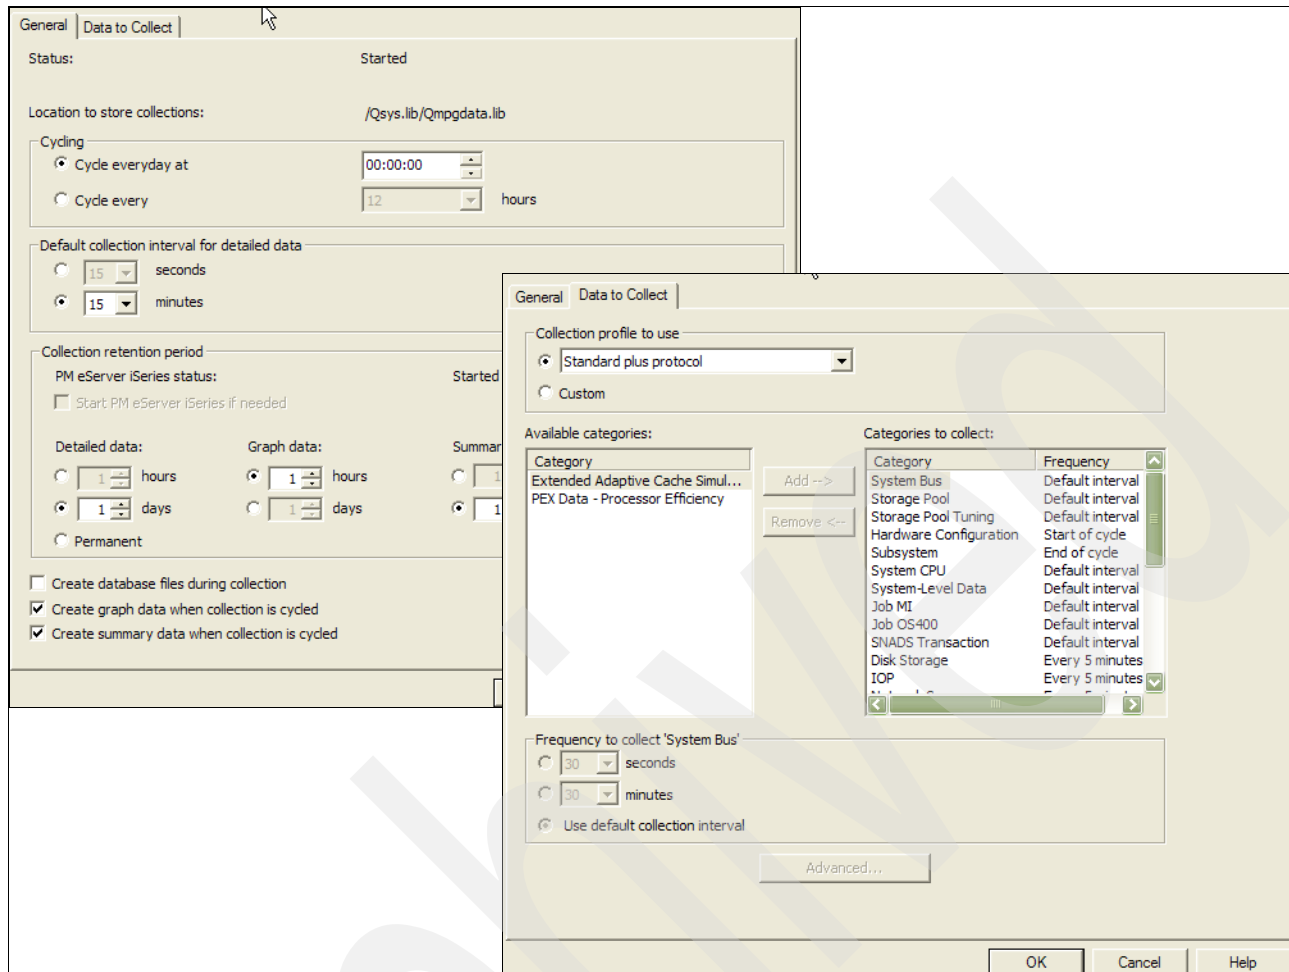 General
Data to Collect
Status:
Started
Location to store collections:
/Qsys.lib/Qmpgdata.lib
Cycling
Cycle everyday at
00:00:00
Cycle every
12
hours
Default collection interval for detailed data
15
seconds
15
minutes
Collection retention period
PM eServer iSeries status:
Started
Start PM eServer iSeries if needed
Detailed data:
Graph data:
Summar
1 hours
1 hours
1
1 days
1 days
1
Permanent
Create database files during collection
Create graph data when collection is cycled
Create summary data when collection is cycled
General
Data to Collect
Collection profile to use
Standard plus protocol
Custom
Available categories:
Category
Extended Adaptive Cache Simul...
PEX Data - Processor Efficiency
Add -->
Remove <--
Categories to collect:
Category Frequency
System Bus Default interval
Storage Pool Default interval
Storage Pool Tuning Default interval
Hardware Configuration Start of cycle
Subsystem End of cycle
System CPU Default interval
System-Level Data Default interval
Job MI Default interval
Job OS400 Default interval
SNADS Transaction Default interval
Disk Storage Every 5 minutes
IOP Every 5 minutes
Frequency to collect 'System Bus'
30 seconds
30 minutes
Use default collection interval
Advanced...
OK
Cancel
Help